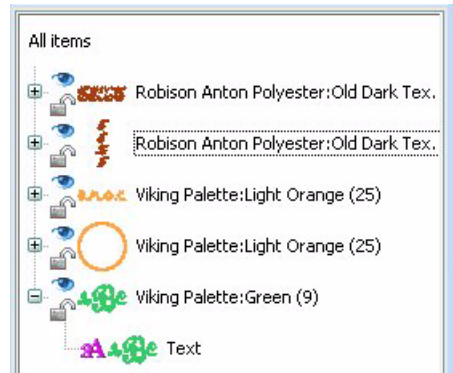 All items
Robison Anton Polyester:Old Dark Tex.
Robison Anton Polyester:Old Dark Tex.
Viking Palette:Light Orange (25)
Viking Palette:Light Orange (25)
Viking Palette:Green (9)
Text